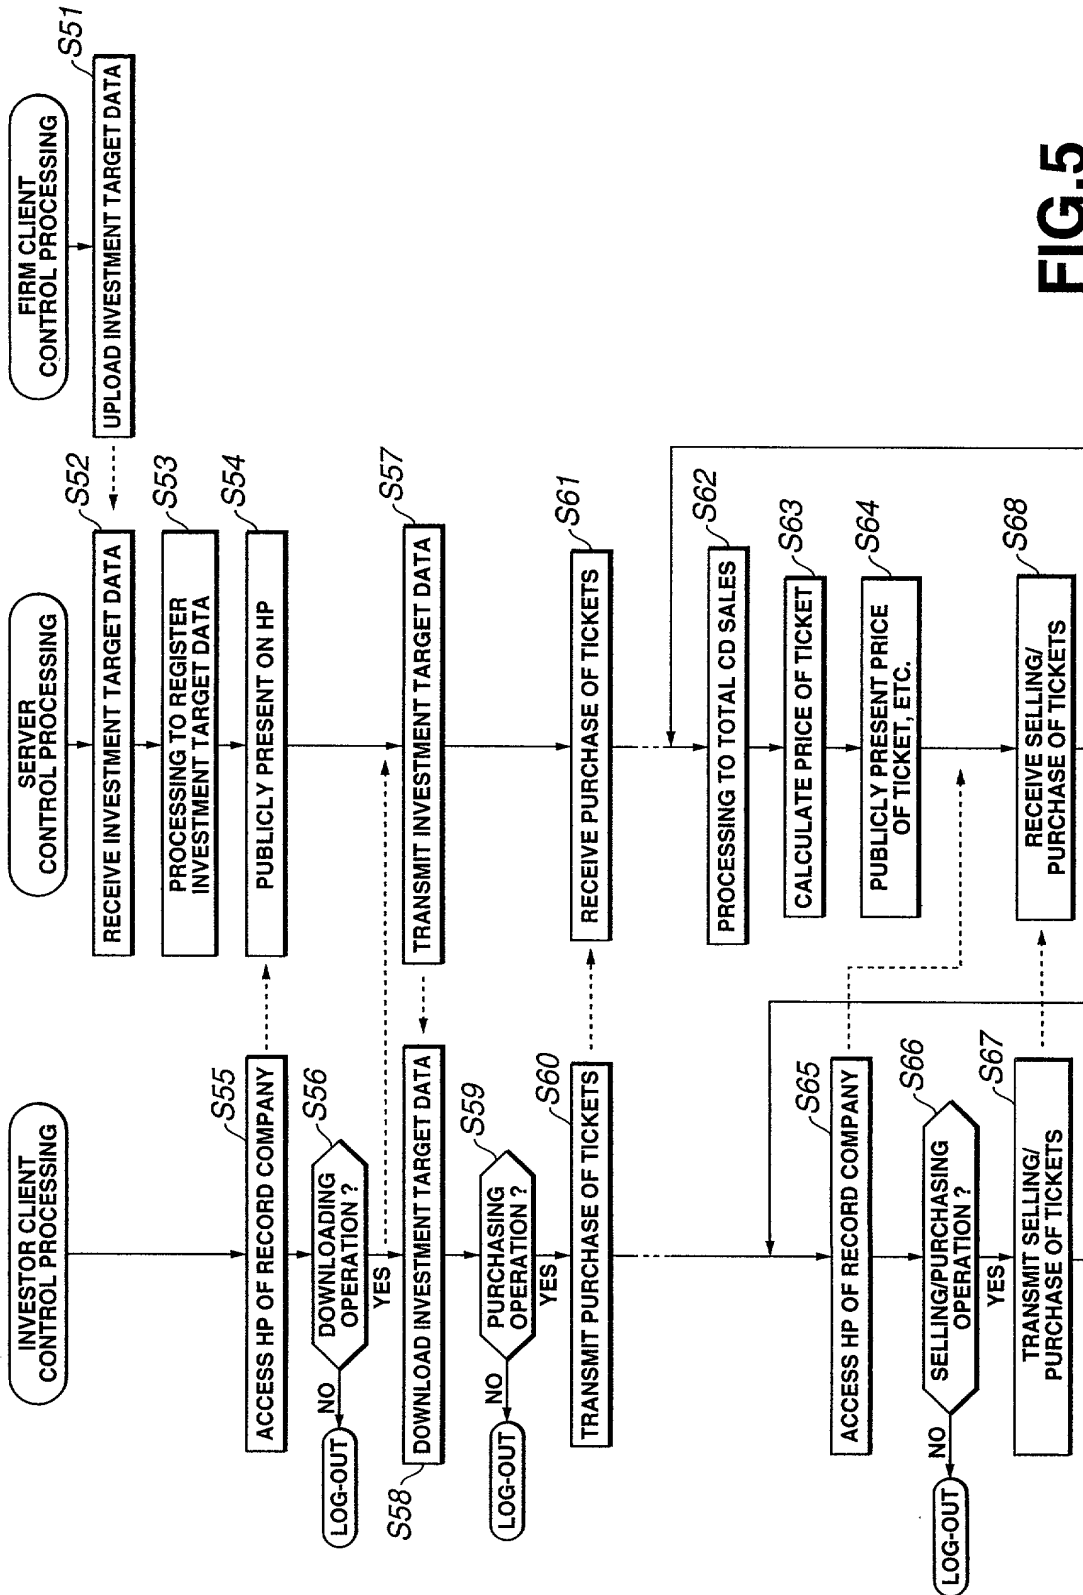 INVESTOR CLIENT
CONTROL PROCESSING
SERVER
CONTROL PROCESSING
FIRM CLIENT
CONTROL PROCESSING
S51
UPLOAD INVESTMENT TARGET DATA
S52
RECEIVE INVESTMENT TARGET DATA
S53
PROCESSING TO REGISTER
INVESTMENT TARGET DATA
S54
PUBLICLY PRESENT ON HP
S55
ACCESS HP OF RECORD COMPANY
S56
DOWNLOADING
OPERATION ?
NO
LOG-OUT
YES
S57
TRANSMIT INVESTMENT TARGET DATA
S58
DOWNLOAD INVESTMENT TARGET DATA
S59
PURCHASING
OPERATION ?
NO
LOG-OUT
YES
S60
TRANSMIT PURCHASE OF TICKETS
S61
RECEIVE PURCHASE OF TICKETS
S62
PROCESSING TO TOTAL CD SALES
S63
CALCULATE PRICE OF TICKET
S64
PUBLICLY PRESENT PRICE
OF TICKET, ETC.
S65
ACCESS HP OF RECORD COMPANY
S66
SELLING/PURCHASING
OPERATION ?
NO
LOG-OUT
YES
S67
TRANSMIT SELLING/
PURCHASE OF TICKETS
S68
RECEIVE SELLING/
PURCHASE OF TICKETS
FIG.5